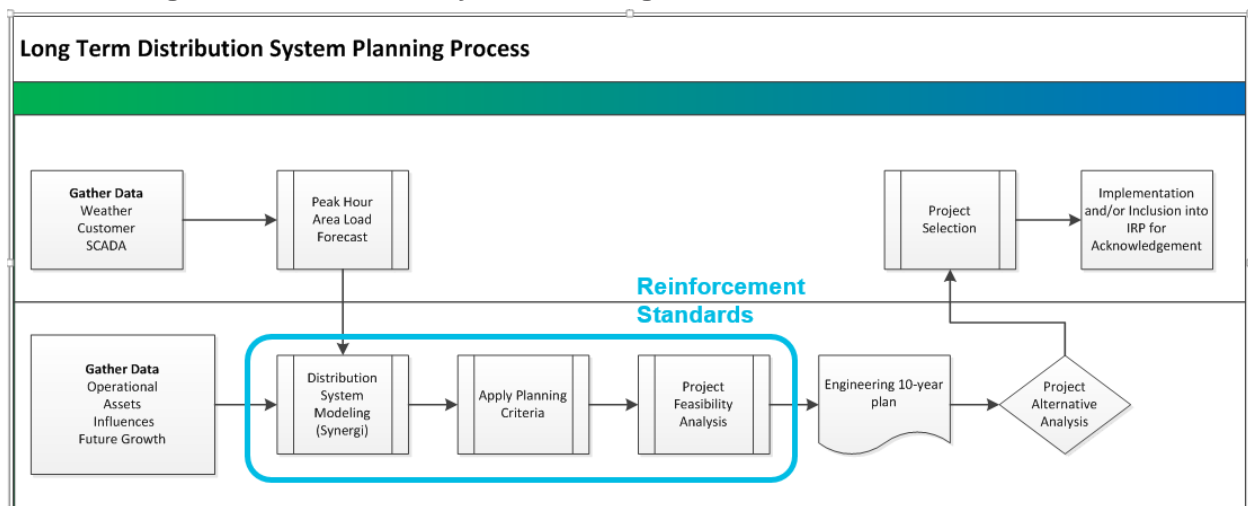 Long Term Distribution System Planning Process
Gather Data
Weather
Customer
SCADA
Peak Hour
Area Load
Forecast
Project
Selection
Implementation
and/or Inclusion into
IRP for
Acknowledgement
Reinforcement
Standards
Gather Data
Operational
Assets
Influences
Future Growth
Distribution
System
Modeling
(Synergi)
Apply Planning
Criteria
Project
Feasibility
Analysis
Engineering 10-year
plan
Project
Alternative
Analysis